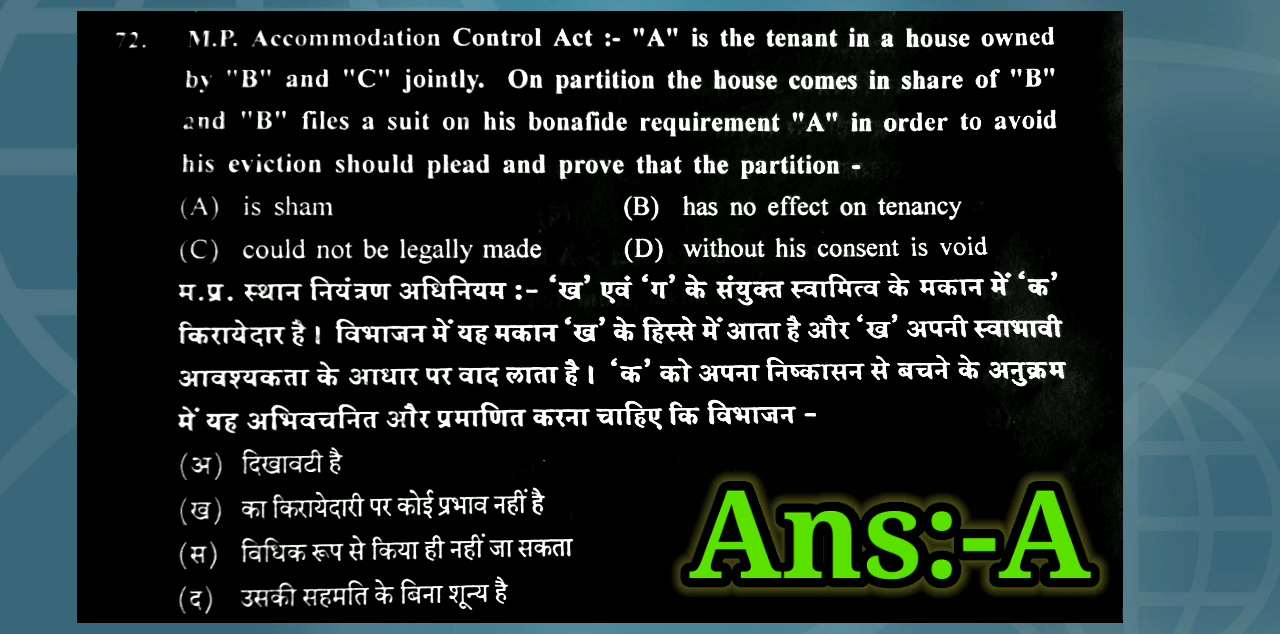 72. M.P. Accommodation Control Act :- "A" is the tenant in a house owned
by "B" and "C" jointly. On partition the house comes in share of "B"
and "B" files a suit on his bonafide requirement "A" in order to avoid
his eviction should plead and prove that the partition -
(A) is sham (B) has no effect on tenancy
(C) could not be legally made (D) without his consent is void
म.प्र. स्थान नियंत्रण अधिनियम :- ‘ख’ एवं ‘ग’ के संयुक्त स्वामित्व के मकान में ‘क’
किरायेदार है। विभाजन में यह मकान ‘ख’ के हिस्से में आता है और ‘ख’ अपनी स्वाभावी
आवश्यकता के आधार पर वाद लाता है। ‘क’ को अपना निष्कासन से बचने के अनुक्रम
में यह अभिवचनित और प्रमाणित करना चाहिए कि विभाजन -
(अ) दिखावटी है
(ख) का किरायेदारी पर कोई प्रभाव नहीं है
(स) विधिक रूप से किया ही नहीं जा सकता
(द) उसकी सहमति के बिना शून्य है
Ans:-A